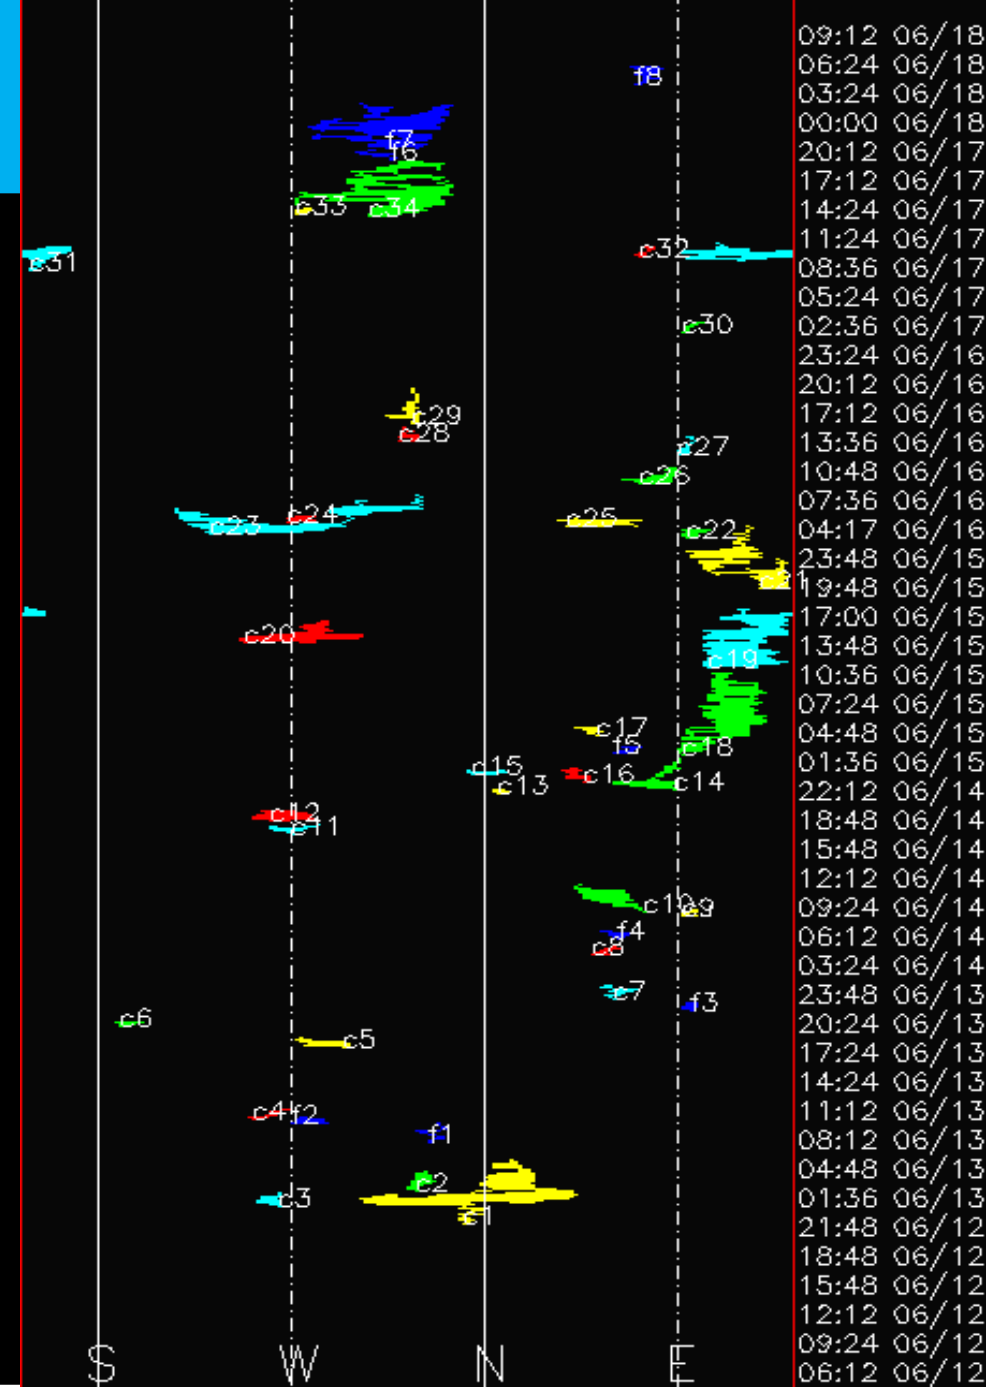 09:12 06/18
06:24 06/18
f8
03:24 06/18
00:00 06/18
f7
f6
20:12 06/17
17:12 06/17
c33 c34
14:24 06/17
11:24 06/17
c31
c32
08:36 06/17
05:24 06/17
c30
02:36 06/17
23:24 06/16
20:12 06/16
c29
17:12 06/16
c28
13:36 06/16
c27
10:48 06/16
c26
07:36 06/16
c24
c23
c25
c22
04:17 06/16
23:48 06/15
c21
19:48 06/15
17:00 06/15
c20
13:48 06/15
c19
10:36 06/15
07:24 06/15
c17
04:48 06/15
f5 c18
01:36 06/15
c15
c16
c13
c14
22:12 06/14
c12
18:48 06/14
c11
15:48 06/14
12:12 06/14
c10
c9
09:24 06/14
f4
06:12 06/14
c8
03:24 06/14
c7
23:48 06/13
f3
c6
20:24 06/13
c5
17:24 06/13
14:24 06/13
c4 f2
11:12 06/13
f1
08:12 06/13
04:48 06/13
c2
c3
01:36 06/13
c1
21:48 06/12
18:48 06/12
15:48 06/12
12:12 06/12
09:24 06/12
S W N E
06:12 06/12